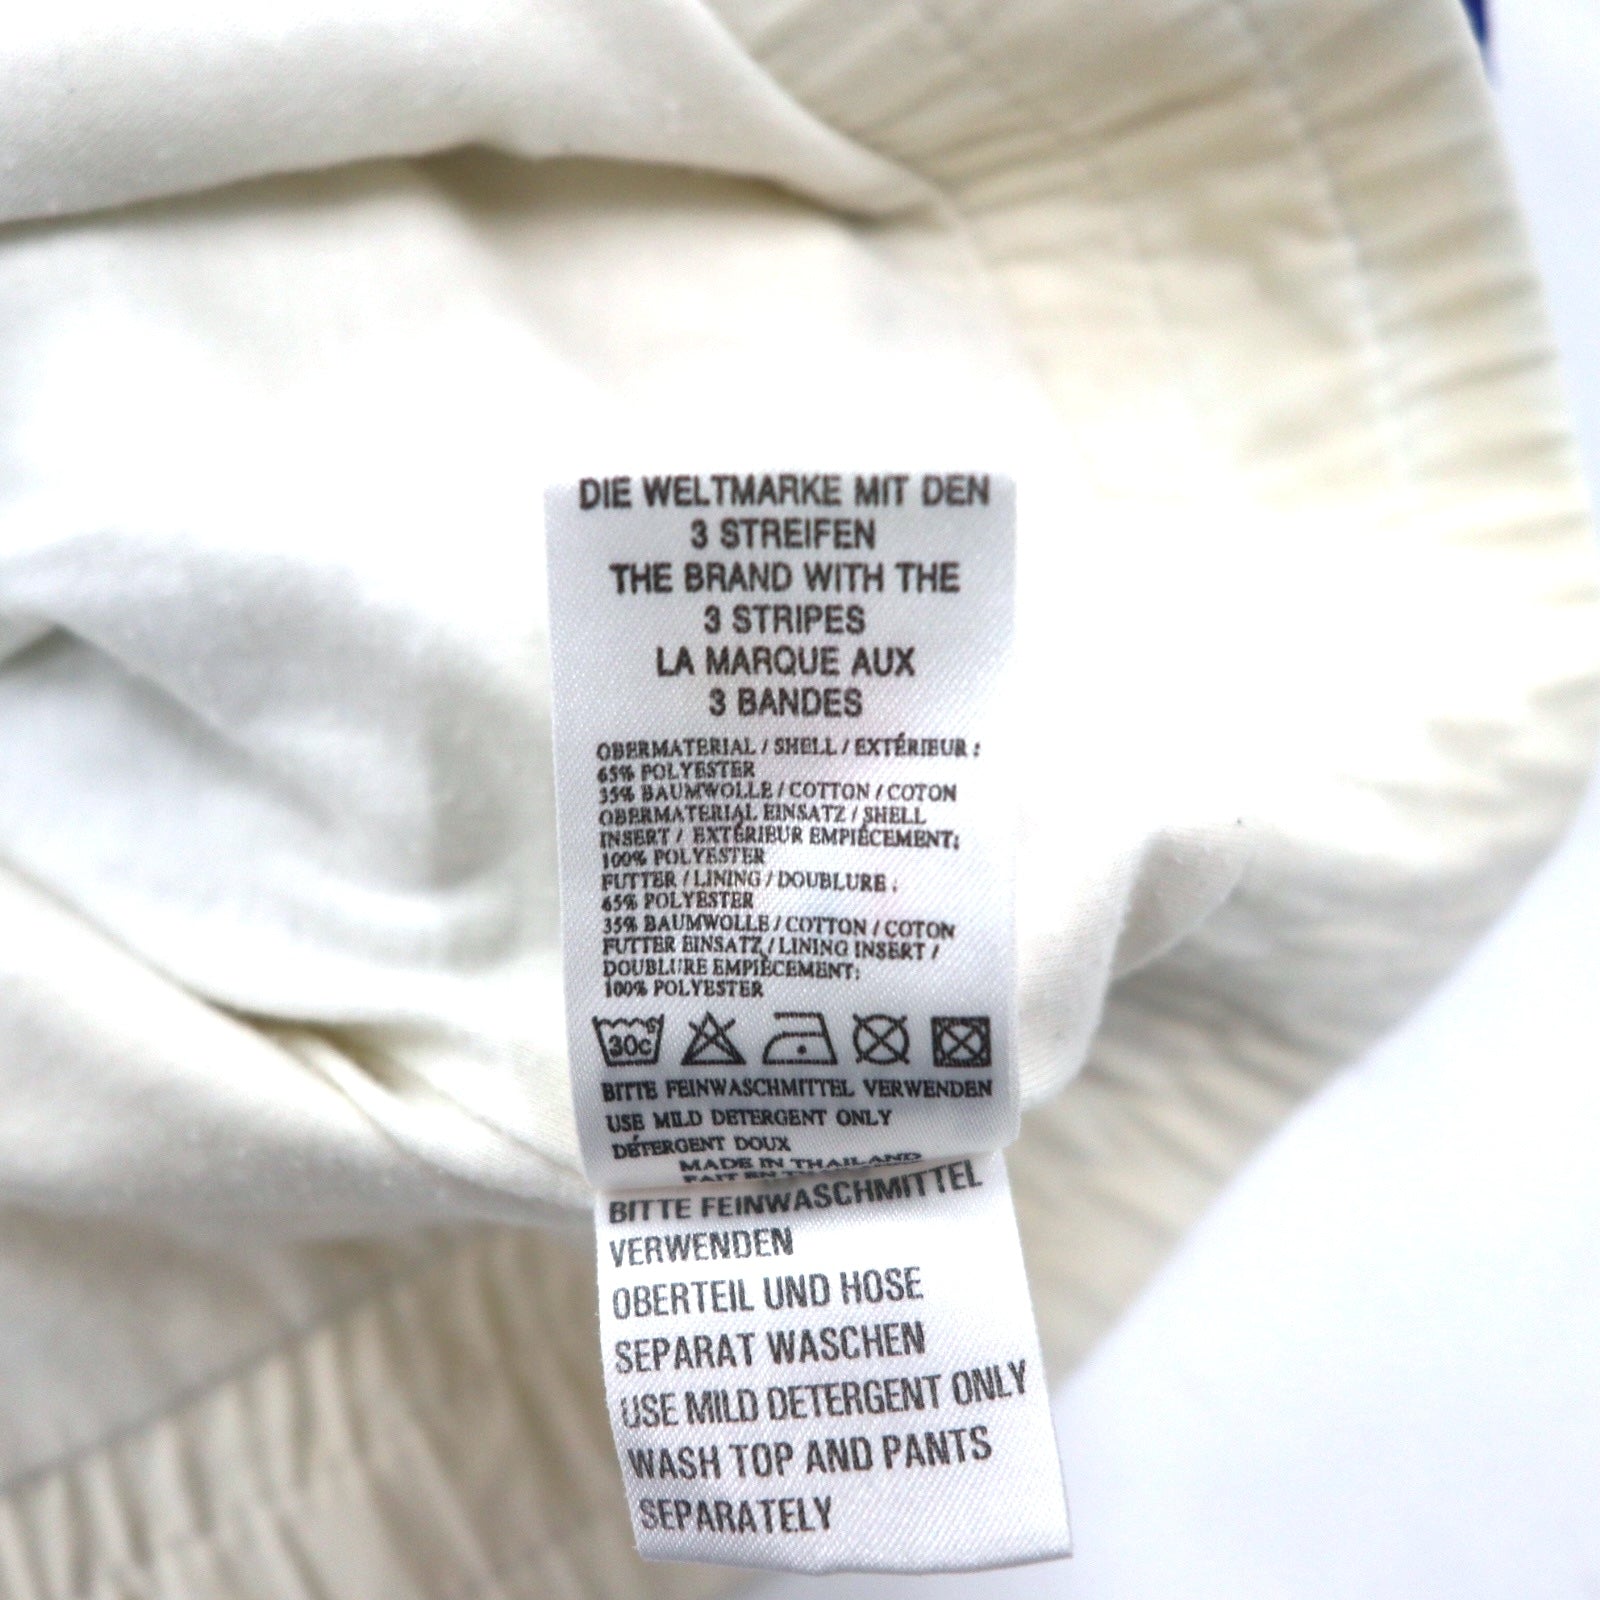 DIE WELTMARKE MIT DEN
3 STREIFEN
THE BRAND WITH THE
3 STRIPES
LA MARQUE AUX
3 BANDES
OBERMATERIAL / SHELL / EXTÉRIEUR :
65% POLYESTER
35% BAUMWOLLE / COTTON / COTON
OBERMATERIAL EINSATZ / SHELL
INSERT / EXTÉRIEUR EMPIÈCEMENT:
100% POLYESTER
FUTTER / LINING / DOUBLURE :
65% POLYESTER
35% BAUMWOLLE / COTTON / COTON
FUTTER EINSATZ / LINING INSERT /
DOUBLURE EMPIÈCEMENT:
100% POLYESTER
30c
BITTE FEINWASCHMITTEL VERWENDEN
USE MILD DETERGENT ONLY
DÉTERGENT DOUX
MADE IN THAILAND
FAIT EN
BITTE FEINWASCHMITTEL
VERWENDEN
OBERTEIL UND HOSE
SEPARAT WASCHEN
USE MILD DETERGENT ONLY
WASH TOP AND PANTS
SEPARATELY